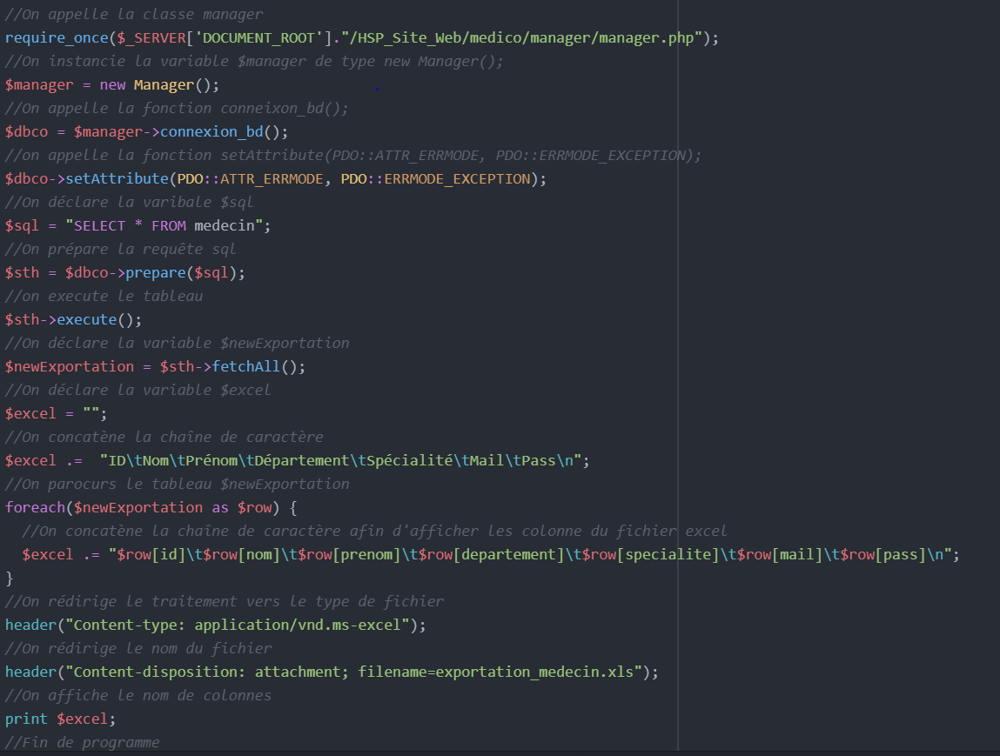 //On appelle la classe manager
require_once($_SERVER['DOCUMENT_ROOT']."/HSP_Site_Web/medico/manager/manager.php");
//On instancie la variable $manager de type new Manager();
$manager = new Manager();
//On appelle la fonction conneixon_bd();
$dbco = $manager->connexion_bd();
//on appelle la fonction setAttribute(PDO::ATTR_ERRMODE, PDO::ERRMODE_EXCEPTION);
$dbco->setAttribute(PDO::ATTR_ERRMODE, PDO::ERRMODE_EXCEPTION);
//On déclare la varibale $sql
$sql = "SELECT * FROM medecin";
//On prépare la requête sql
$sth = $dbco->prepare($sql);
//on execute le tableau
$sth->execute();
//On déclare la variable $newExportation
$newExportation = $sth->fetchAll();
//On déclare la variable $excel
$excel = "";
//On concatène la chaîne de caractère
$excel .=  "ID\tNom\tPrénom\tDépartement\tSpécialité\tMail\tPass\n";
//On parocurs le tableau $newExportation
foreach($newExportation as $row) {
  //On concatène la chaîne de caractère afin d'afficher les colonne du fichier excel
  $excel .= "$row[id]\t$row[nom]\t$row[prenom]\t$row[departement]\t$row[specialite]\t$row[mail]\t$row[pass]\n";
}
//On rédirige le traitement vers le type de fichier
header("Content-type: application/vnd.ms-excel");
//On rédirige le nom du fichier
header("Content-disposition: attachment; filename=exportation_medecin.xls");
//On affiche le nom de colonnes
print $excel;
//Fin de programme